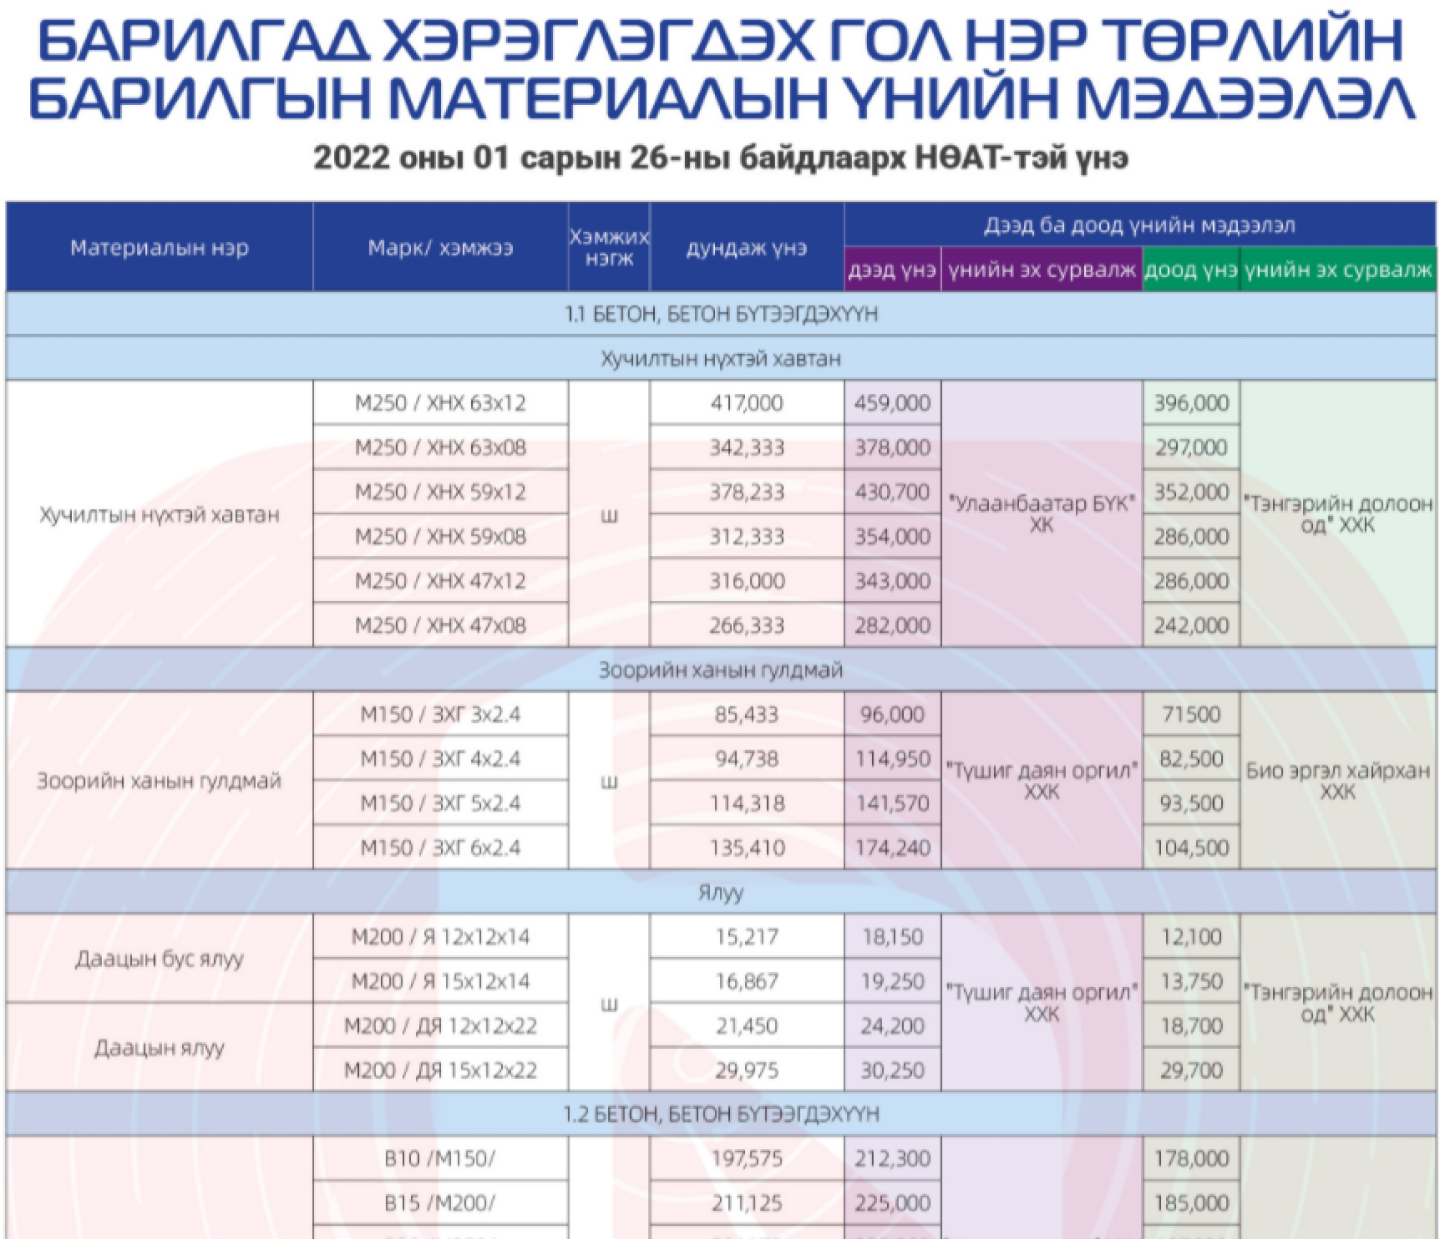 БАРИЛГАД ХЭРЭГЛЭГДЭХ ГОЛ НЭР ТӨРЛИЙН
БАРИЛГЫН МАТЕРИАЛЫН ҮНИЙН МЭДЭЭЛЭЛ
2022 оны 01 сарын 26-ны байдлаарх НӨАТ-тэй үнэ
Материалын нэр Марк/ хэмжээ Хэмжих нэгж дундаж үнэ Дээд ба доод үнийн мэдээлэл
дээд үнэ үнийн эх сурвалж доод үнэ үнийн эх сурвалж
1.1 БЕТОН, БЕТОН БҮТЭЭГДЭХҮҮН
Хучилтын нүхтэй хавтан
М250 / ХНХ 63х12 417,000 459,000 396,000
М250 / ХНХ 63х08 342,333 378,000 297,000
М250 / ХНХ 59х12 378,233 430,700 352,000
Хучилтын нүхтэй хавтан ш "Улаанбаатар БҮК" ХК "Тэнгэрийн долоон од" ХХК
М250 / ХНХ 59х08 312,333 354,000 286,000
М250 / ХНХ 47х12 316,000 343,000 286,000
М250 / ХНХ 47х08 266,333 282,000 242,000
Зоорийн ханын гулдмай
М150 / ЗХГ 3х2.4 85,433 96,000 71500
М150 / ЗХГ 4х2.4 94,738 114,950 82,500
Зоорийн ханын гулдмай ш "Түшиг даян оргил" ХХК Био эргэл хайрхан ХХК
М150 / ЗХГ 5х2.4 114,318 141,570 93,500
М150 / ЗХГ 6х2.4 135,410 174,240 104,500
Ялуу
М200 / Я 12х12х14 15,217 18,150 12,100
Даацын бус ялуу
М200 / Я 15х12х14 16,867 19,250 13,750
ш "Түшиг даян оргил" ХХК "Тэнгэрийн долоон од" ХХК
М200 / ДЯ 12х12х22 21,450 24,200 18,700
Даацын ялуу
М200 / ДЯ 15х12х22 29,975 30,250 29,700
1.2 БЕТОН, БЕТОН БҮТЭЭГДЭХҮҮН
В10 /М150/ 197,575 212,300 178,000
В15 /М200/ 211,125 225,000 185,000